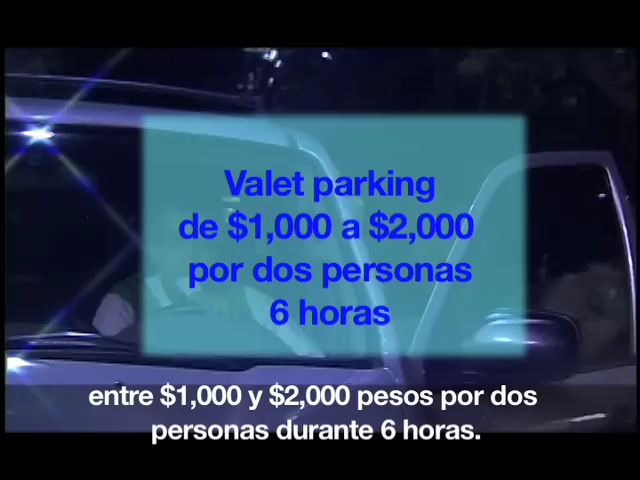 Valet parking
de $1,000 a $2,000
por dos personas
6 horas
entre $1,000 y $2,000 pesos por dos
personas durante 6 horas.